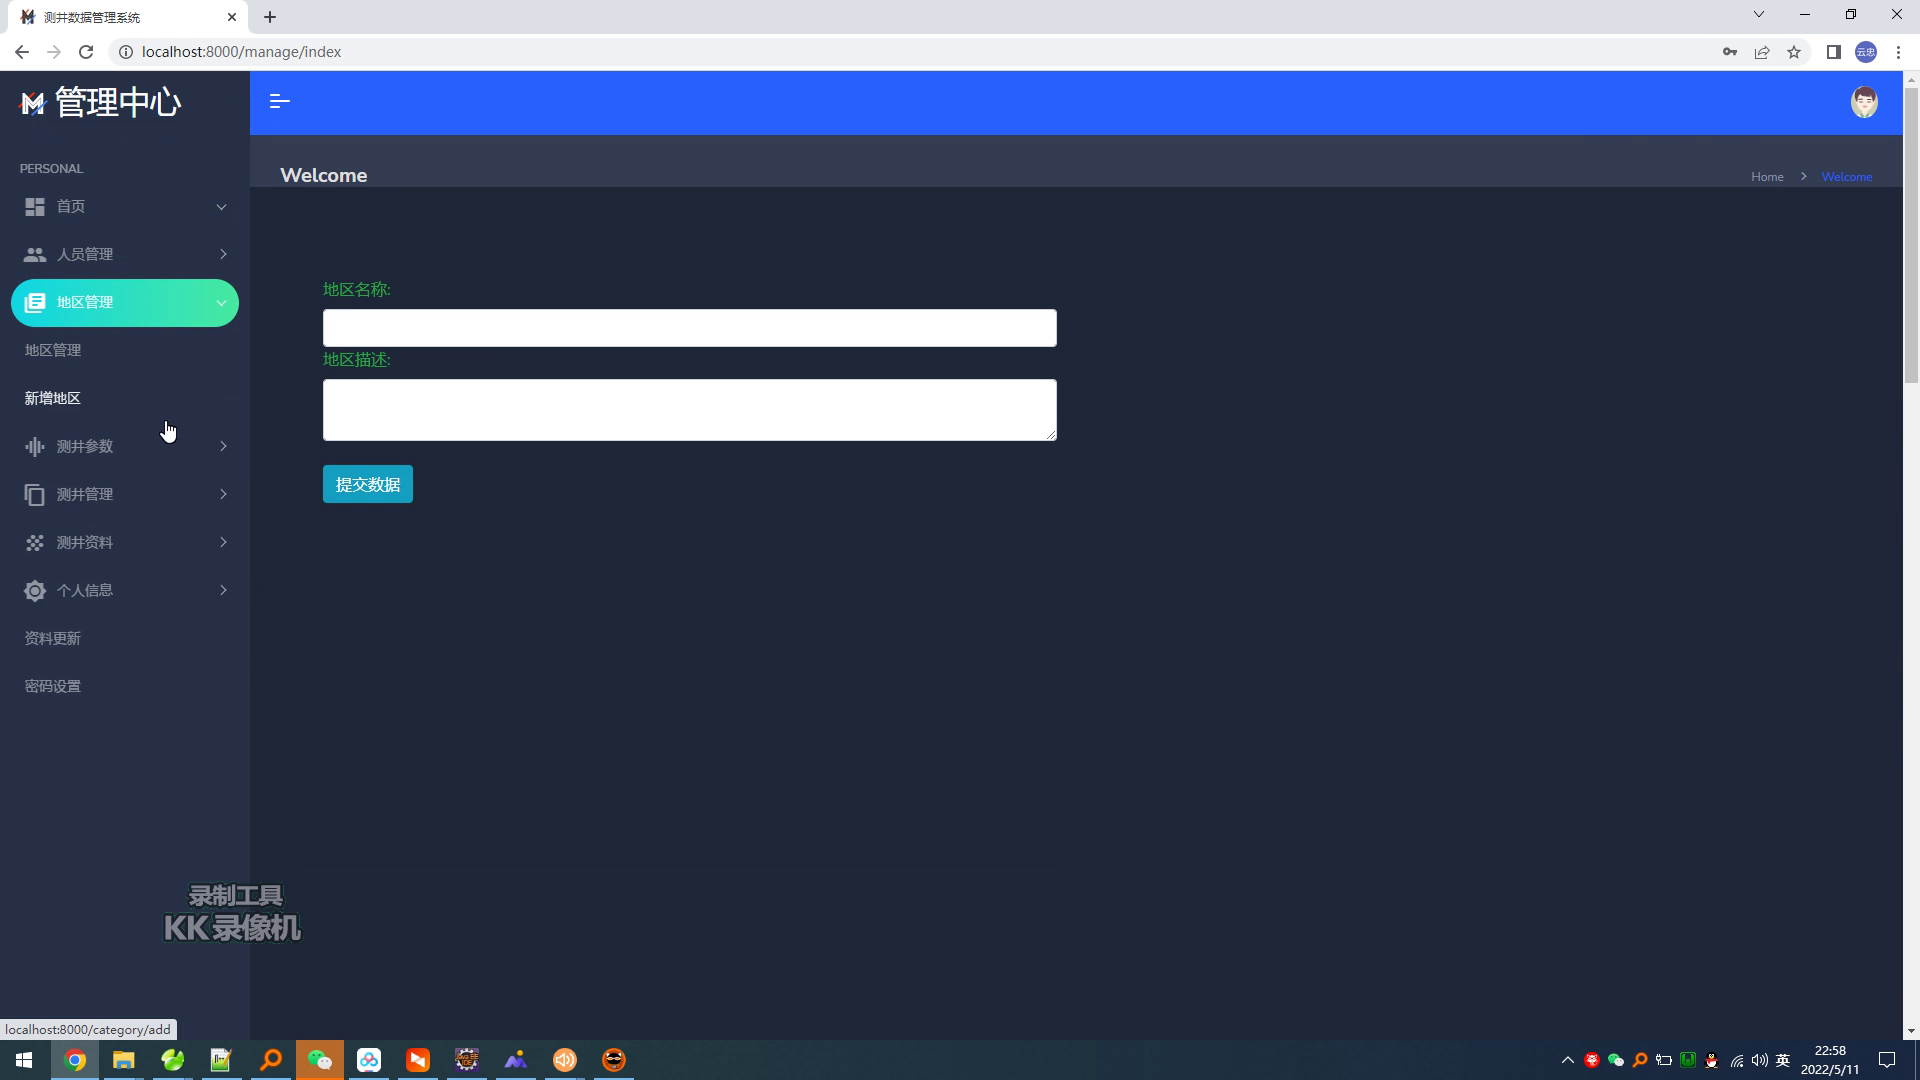 测井数据管理系统
localhost:8000/manage/index
云忠
管理中心
PERSONAL
首页
人员管理
地区管理
地区管理
新增地区
测井参数
测井管理
测井资料
个人信息
资料更新
密码设置
Welcome
Home
Welcome
地区名称:
地区描述:
提交数据
录制工具
KK录像机
localhost:8000/category/add
英
22:58
2022/5/11